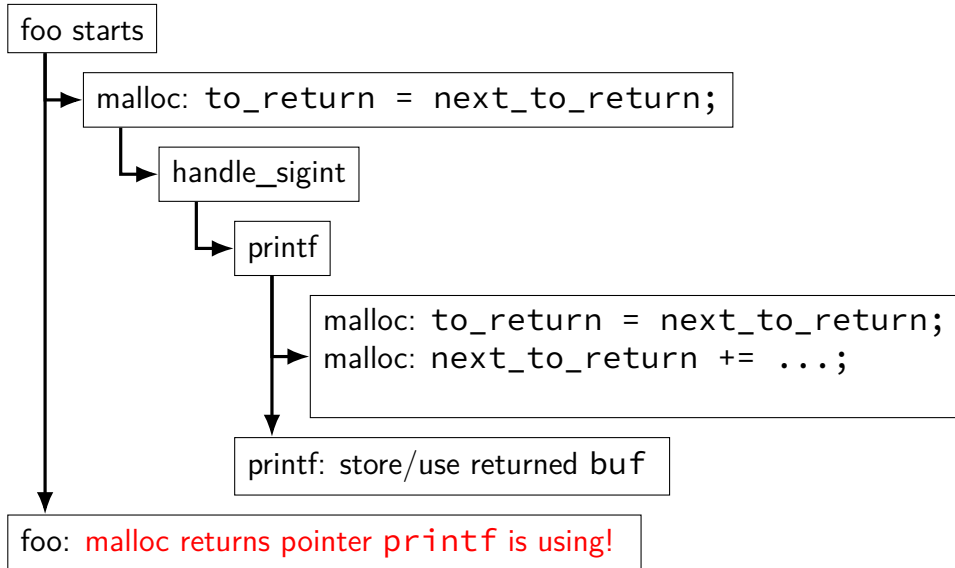 foo starts
malloc: to_return = next_to_return;
handle_sigint
printf
malloc: to_return = next_to_return;
malloc: next_to_return += ...;
printf: store/use returned buf
foo: malloc returns pointer printf is using!